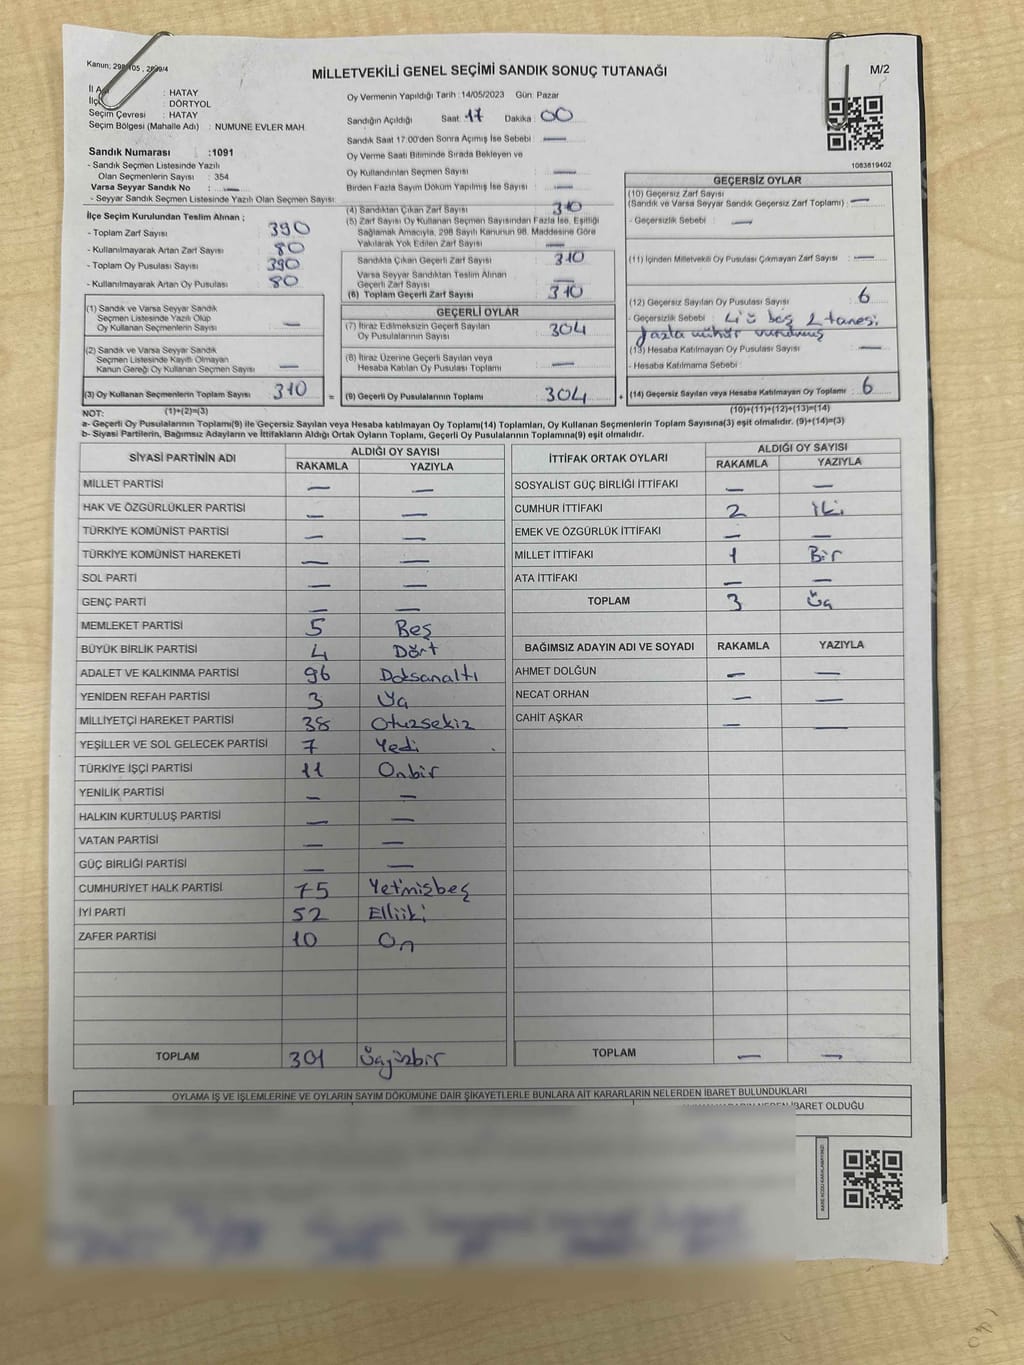 Kanun; 298
MİLLETVEKİLİ GENEL SEÇİMİ SANDIK SONUÇ TUTANAĞI
M/2
: HATAY
: DÖRTYOL
Seçim Çevresi : HATAY
Seçim Bölgesi (Mahalle Adı) : NUMUNE EVLER MAH
Sandık Numarası :1091
- Sandık Seçmen Listesinde Yazılı
Olan Seçmenlerin Sayısı : 354
Varsa Seyyar Sandık No : —
- Seyyar Sandık Seçmen Listesinde Yazılı Olan Seçmen Sayısı:
Oy Vermenin Yapıldığı Tarih : 14/05/2023 Gün: Pazar
Sandığın Açıldığı Saat: 17 Dakika: 00
Sandık Saat 17:00'den Sonra Açılmış İse Sebebi : —
Oy Verme Saati Bitiminde Sırada Bekleyen ve
Oy Kullandırılan Seçmen Sayısı : —
Birden Fazla Sayım Döküm Yapılmış İse Sayısı : —
1083819402
İlçe Seçim Kurulundan Teslim Alınan ;
- Toplam Zarf Sayısı : 390
- Kullanılmayarak Artan Zarf Sayısı : 80
- Toplam Oy Pusulası Sayısı : 390
- Kullanılmayarak Artan Oy Pusulası : 80
(4) Sandıktan Çıkan Zarf Sayısı : 310
(5) Zarf Sayısı Oy Kullanan Seçmen Sayısından Fazla İse, Eşitliği
Sağlamak Amacıyla, 298 Sayılı Kanunun 98. Maddesine Göre
Yakılarak Yok Edilen Zarf Sayısı : —
Sandıkta Çıkan Geçerli Zarf Sayısı : 310
Varsa Seyyar Sandıktan Teslim Alınan
Geçerli Zarf Sayısı : —
(6) Toplam Geçerli Zarf Sayısı : 310
GEÇERSİZ OYLAR
(10) Geçersiz Zarf Sayısı
(Sandık ve Varsa Seyyar Sandık Geçersiz Zarf Toplamı) : —
- Geçersizlik Sebebi : —
(11) İçinden Milletvekili Oy Pusulası Çıkmayan Zarf Sayısı : —
(12) Geçersiz Sayılan Oy Pusulası Sayısı : 6
- Geçersizlik Sebebi : 4'ü boş 2 tanesi
fazla mühür vurulmuş
(13) Hesaba Katılmayan Oy Pusulası Sayısı : —
- Hesaba Katılmama Sebebi :
(14) Geçersiz Sayılan veya Hesaba Katılmayan Oy Toplamı : 6
(1) Sandık ve Varsa Seyyar Sandık
Seçmen Listesinde Yazılı Olup
Oy Kullanan Seçmenlerin Sayısı : —
(2) Sandık ve Varsa Seyyar Sandık
Seçmen Listesinde Kayıtlı Olmayan
Kanun Gereği Oy Kullanan Seçmen Sayısı : —
(3) Oy Kullanan Seçmenlerin Toplam Sayısı : 310
GEÇERLİ OYLAR
(7) İtiraz Edilmeksizin Geçerli Sayılan
Oy Pusulalarının Sayısı : 304
(8) İtiraz Üzerine Geçerli Sayılan veya
Hesaba Katılan Oy Pusulası Toplamı : —
= (9) Geçerli Oy Pusulalarının Toplamı : 304 +
NOT: (1)+(2)=(3) (10)+(11)+(12)+(13)=(14)
a- Geçerli Oy Pusulalarının Toplamı(9) ile Geçersiz Sayılan veya Hesaba katılmayan Oy Toplamı(14) Toplamları, Oy Kullanan Seçmenlerin Toplam Sayısına(3) eşit olmalıdır. (9)+(14)=(3)
b- Siyasi Partilerin, Bağımsız Adayların ve İttifakların Aldığı Ortak Oyların Toplamı, Geçerli Oy Pusulalarının Toplamına(9) eşit olmalıdır.
SİYASİ PARTİNİN ADI ALDIĞI OY SAYISI
RAKAMLA YAZIYLA
MİLLET PARTİSİ — —
HAK VE ÖZGÜRLÜKLER PARTİSİ — —
TÜRKİYE KOMÜNİST PARTİSİ — —
TÜRKİYE KOMÜNİST HAREKETİ — —
SOL PARTİ — —
GENÇ PARTİ — —
MEMLEKET PARTİSİ 5 Beş
BÜYÜK BİRLİK PARTİSİ 4 Dört
ADALET VE KALKINMA PARTİSİ 96 Doksanaltı
YENİDEN REFAH PARTİSİ 3 Üç
MİLLİYETÇİ HAREKET PARTİSİ 38 Otuzsekiz
YEŞİLLER VE SOL GELECEK PARTİSİ 7 Yedi
TÜRKİYE İŞÇİ PARTİSİ 11 Onbir
YENİLİK PARTİSİ — —
HALKIN KURTULUŞ PARTİSİ — —
VATAN PARTİSİ — —
GÜÇ BİRLİĞİ PARTİSİ — —
CUMHURİYET HALK PARTİSİ 75 Yetmişbeş
İYİ PARTİ 52 Elliiki
ZAFER PARTİSİ 10 On
TOPLAM 301 Üçyüzbir
İTTİFAK ORTAK OYLARI ALDIĞI OY SAYISI
RAKAMLA YAZIYLA
SOSYALİST GÜÇ BİRLİĞİ İTTİFAKI — —
CUMHUR İTTİFAKI 2 İki
EMEK VE ÖZGÜRLÜK İTTİFAKI — —
MİLLET İTTİFAKI 1 Bir
ATA İTTİFAKI — —
TOPLAM 3 Üç
BAĞIMSIZ ADAYIN ADI VE SOYADI RAKAMLA YAZIYLA
AHMET DOLĞUN — —
NECAT ORHAN — —
CAHİT AŞKAR — —
TOPLAM — —
OYLAMA İŞ VE İŞLEMLERİNE VE OYLARIN SAYIM DÖKÜMÜNE DAİR ŞİKAYETLERLE BUNLARA AİT KARARLARIN NELERDEN İBARET BULUNDUKLARI
İBARET OLDUĞU